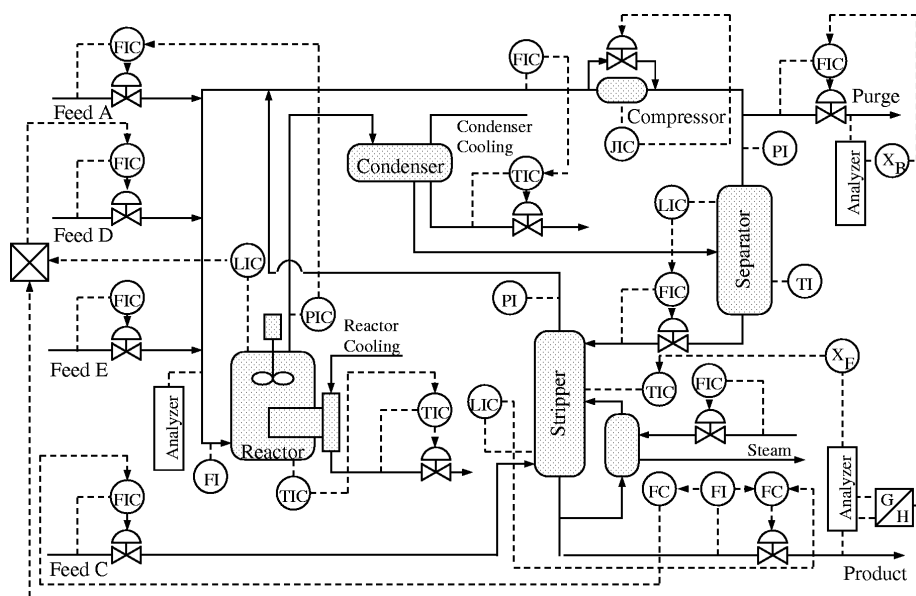 FIC
FIC
FIC
Feed A
Compressor
Purge
Condenser
Cooling
JIC
FIC
Condenser
PI
Analyzer
X B
TIC
LIC
Feed D
Separator
LIC
FIC
PI
TI
FIC
PIC
Reactor
Cooling
X F
Feed E
Stripper
TIC
FIC
LIC
TIC
Analyzer
Reactor
Steam
FI
TIC
FIC
FC
FI
FC
Analyzer
G
H
Feed C
Product